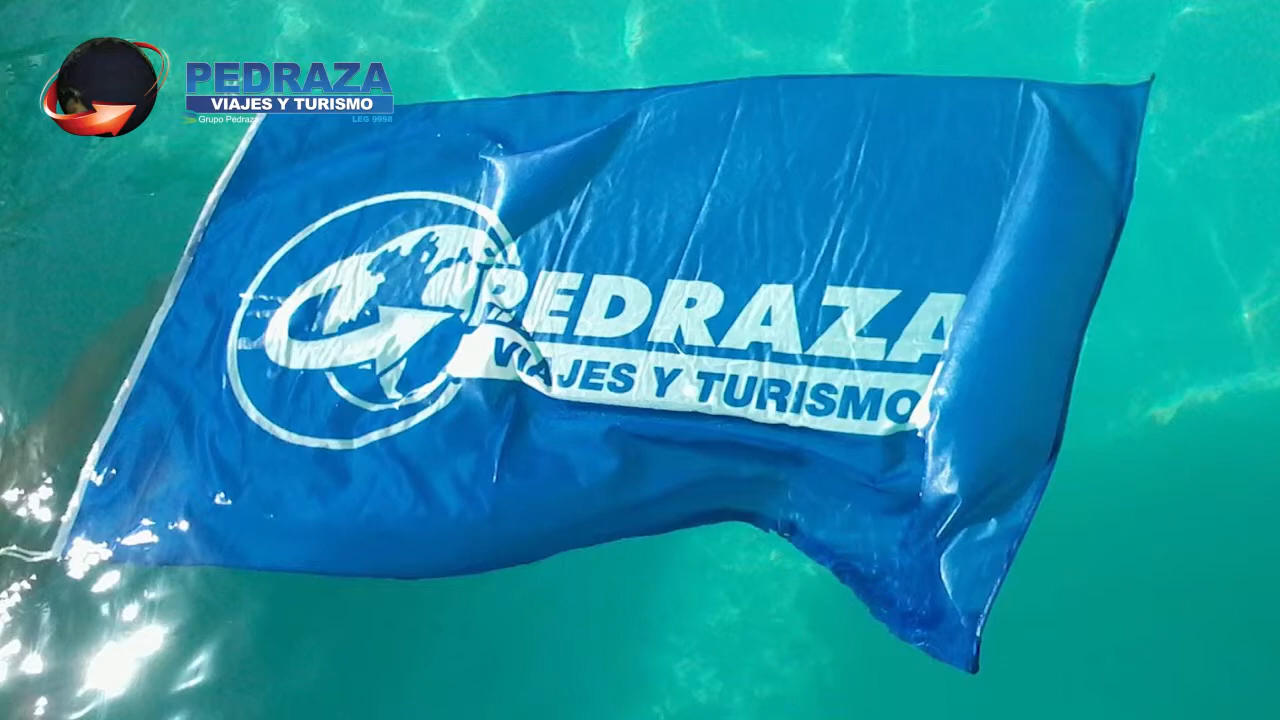 PEDRAZA
VIAJES Y TURISMO
Grupo Pedraza
LEG 9998
PEDRAZA
VIAJES Y TURISMO